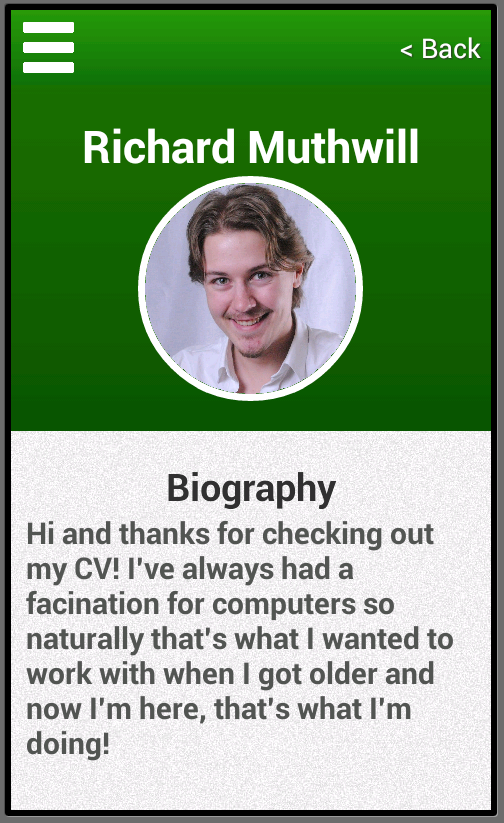 < Back
Richard Muthwill
Biography
Hi and thanks for checking out
my CV! I've always had a
facination for computers so
naturally that's what I wanted to
work with when I got older and
now I'm here, that's what I'm
doing!